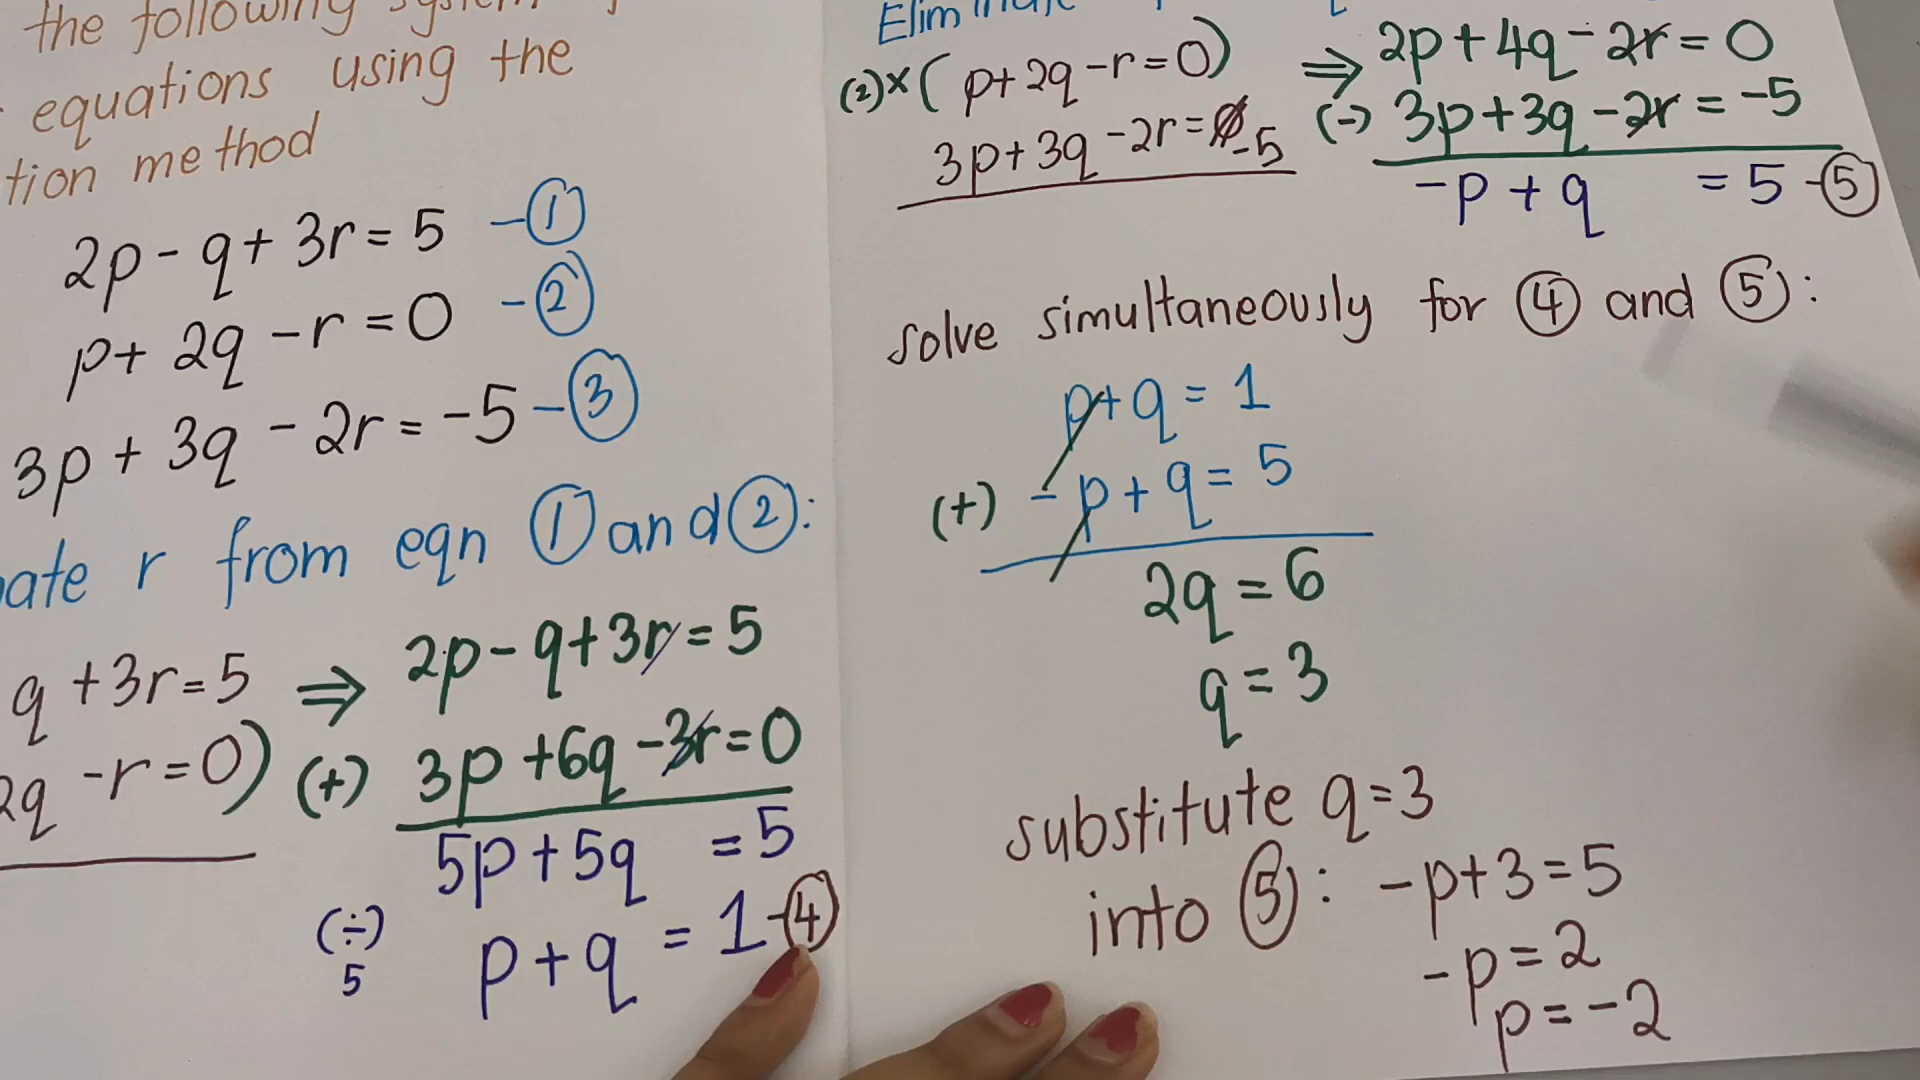 the following system
equations using the
tion method
2p - q + 3r = 5 - ①
p + 2q - r = 0 - ②
3p + 3q - 2r = -5 - ③
ate r from eqn ① and ②:
q + 3r = 5 ⇒ 2p - q + 3r = 5
2q - r = 0) (+) 3p + 6q - 3r = 0
5p + 5q = 5
(÷) 5 p + q = 1 - ④
Eliminate
(2)×( p + 2q - r = 0) ⇒ 2p + 4q - 2r = 0
3p + 3q - 2r = 0 -5 (-) 3p + 3q - 2r = -5
-p + q = 5 - ⑤
solve simultaneously for ④ and ⑤:
p + q = 1
(+) -p + q = 5
2q = 6
q = 3
substitute q = 3
into ⑤: -p + 3 = 5
-p = 2
p = -2